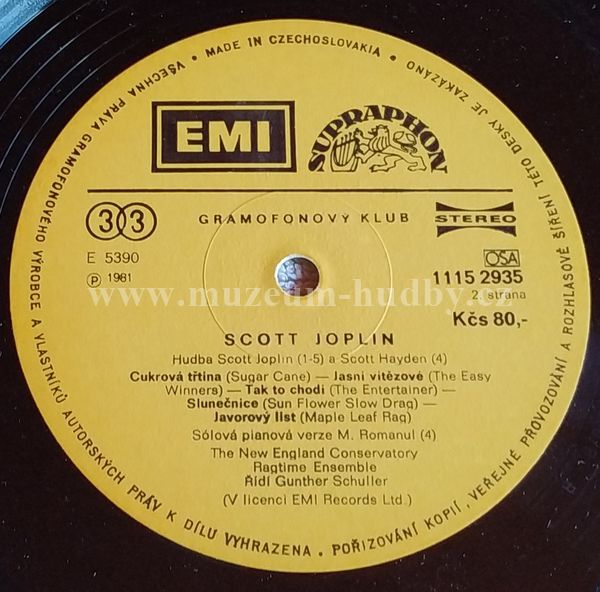 VŠECHNA PRÁVA GRAMOFONOVÉHO VÝROBCE A VLASTNÍKŮ AUTORSKÝCH PRÁV K DÍLU VYHRAZENA • POŘIZOVÁNÍ KOPIÍ, VEŘEJNÉ PROVOZOVÁNÍ A ROZHLASOVÉ ŠÍŘENÍ TÉTO DESKY JE ZAKÁZÁNO • MADE IN CZECHOSLOVAKIA •
EMI SUPRAPHON
33 GRAMOFONOVÝ KLUB STEREO
E 5390 OSA
℗ 1981 1115 2935
2. strana
www.muzeum-hudby.cz
Kčs 80,-
SCOTT JOPLIN
Hudba Scott Joplin (1-5) a Scott Hayden (4)
Cukrová třtina (Sugar Cane) — Jasní vítězové (The Easy
Winners) — Tak to chodí (The Entertainer) —
Slunečnice (Sun Flower Slow Drag) —
Javorový list (Maple Leaf Rag)
Sólová pianová verze M. Romanul (4)
The New England Conservatory
Ragtime Ensemble
Řídí Gunther Schuller
(V licenci EMI Records Ltd.)